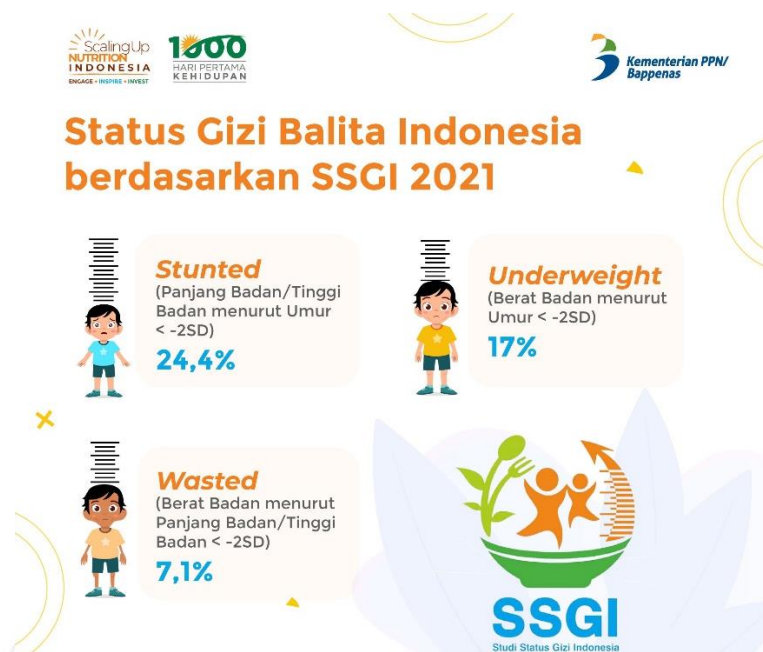 ScalingUp
NUTRITION
INDONESIA
ENGAGE • INSPIRE • INVEST
1000
HARI PERTAMA
KEHIDUPAN
Kementerian PPN/
Bappenas
Status Gizi Balita Indonesia
berdasarkan SSGI 2021
Stunted
(Panjang Badan/Tinggi
Badan menurut Umur
< -2SD)
24,4%
Underweight
(Berat Badan menurut
Umur < -2SD)
17%
Wasted
(Berat Badan menurut
Panjang Badan/Tinggi
Badan < -2SD)
7,1%
SSGI
Studi Status Gizi Indonesia